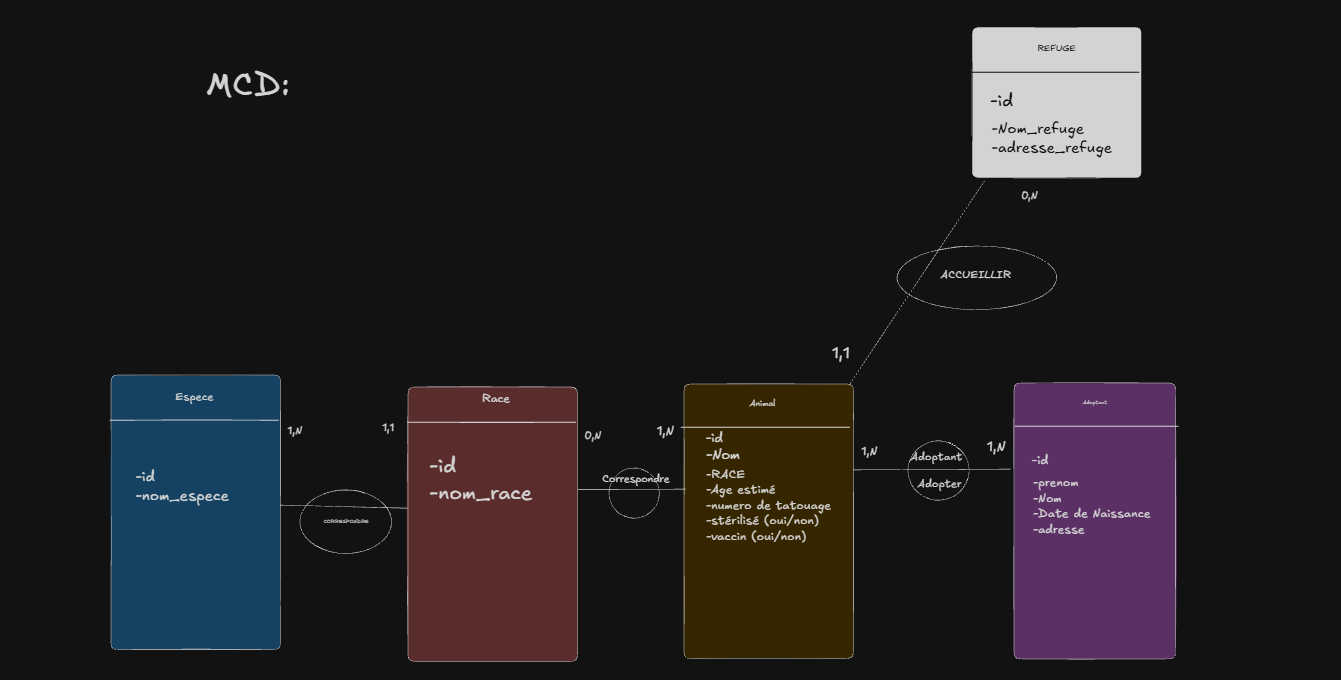 MCD:
REFUGE
-id
-Nom_refuge
-adresse_refuge
0,N
ACCUEILLIR
1,1
Espece
-id
-nom_espece
1,N
CORRESPONDRE
1,1
Race
-id
-nom_race
0,N
Correspondre
1,N
Animal
-id
-Nom
-RACE
-Age estimé
-numero de tatouage
-stérilisé (oui/non)
-vaccin (oui/non)
1,N
Adoptant
Adopter
1,N
Adoptant
-id
-prenom
-Nom
-Date de Naissance
-adresse